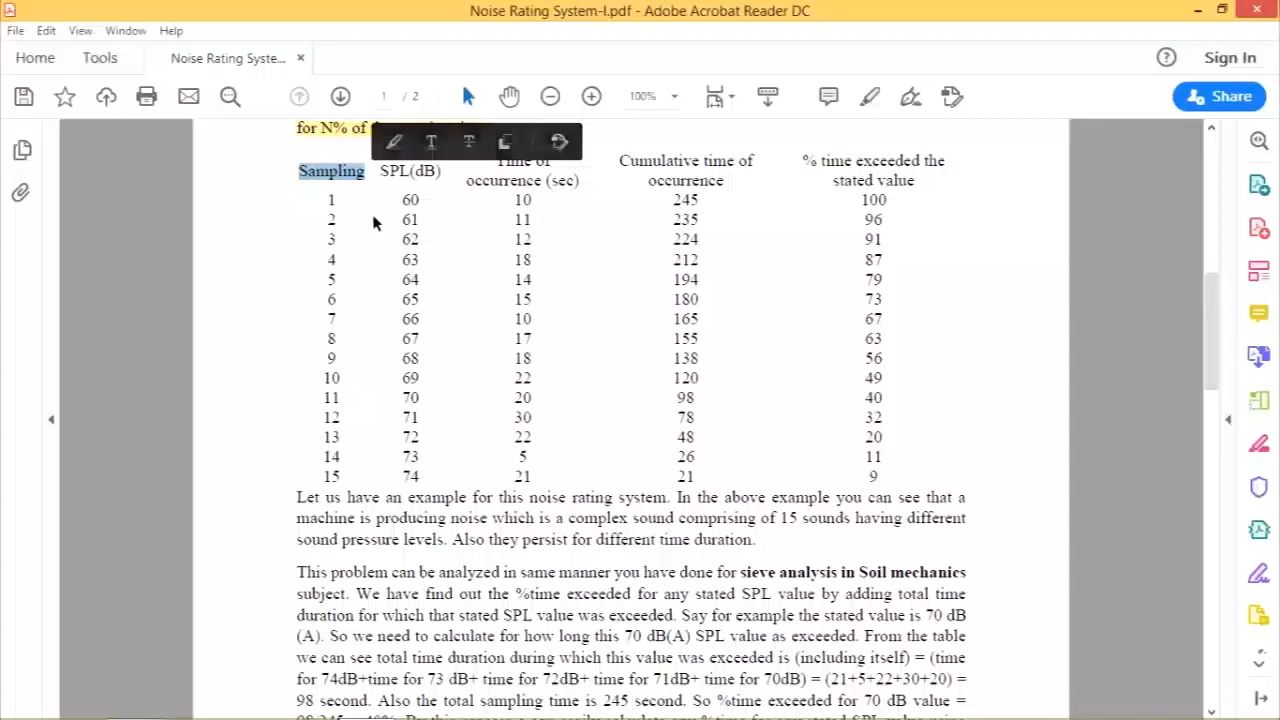 Noise Rating System-I.pdf - Adobe Acrobat Reader DC
File Edit View Window Help
Home Tools Noise Rating Syste... × Sign In
1 / 2 100% Share
for N% of
Sampling SPL(dB) Time of occurrence (sec) Cumulative time of occurrence % time exceeded the stated value
1 60 10 245 100
2 61 11 235 96
3 62 12 224 91
4 63 18 212 87
5 64 14 194 79
6 65 15 180 73
7 66 10 165 67
8 67 17 155 63
9 68 18 138 56
10 69 22 120 49
11 70 20 98 40
12 71 30 78 32
13 72 22 48 20
14 73 5 26 11
15 74 21 21 9
Let us have an example for this noise rating system. In the above example you can see that a
machine is producing noise which is a complex sound comprising of 15 sounds having different
sound pressure levels. Also they persist for different time duration.
This problem can be analyzed in same manner you have done for sieve analysis in Soil mechanics
subject. We have find out the %time exceeded for any stated SPL value by adding total time
duration for which that stated SPL value was exceeded. Say for example the stated value is 70 dB
(A). So we need to calculate for how long this 70 dB(A) SPL value as exceeded. From the table
we can see total time duration during which this value was exceeded is (including itself) = (time
for 74dB+time for 73 dB+ time for 72dB+ time for 71dB+ time for 70dB) = (21+5+22+30+20) =
98 second. Also the total sampling time is 245 second. So %time exceeded for 70 dB value =